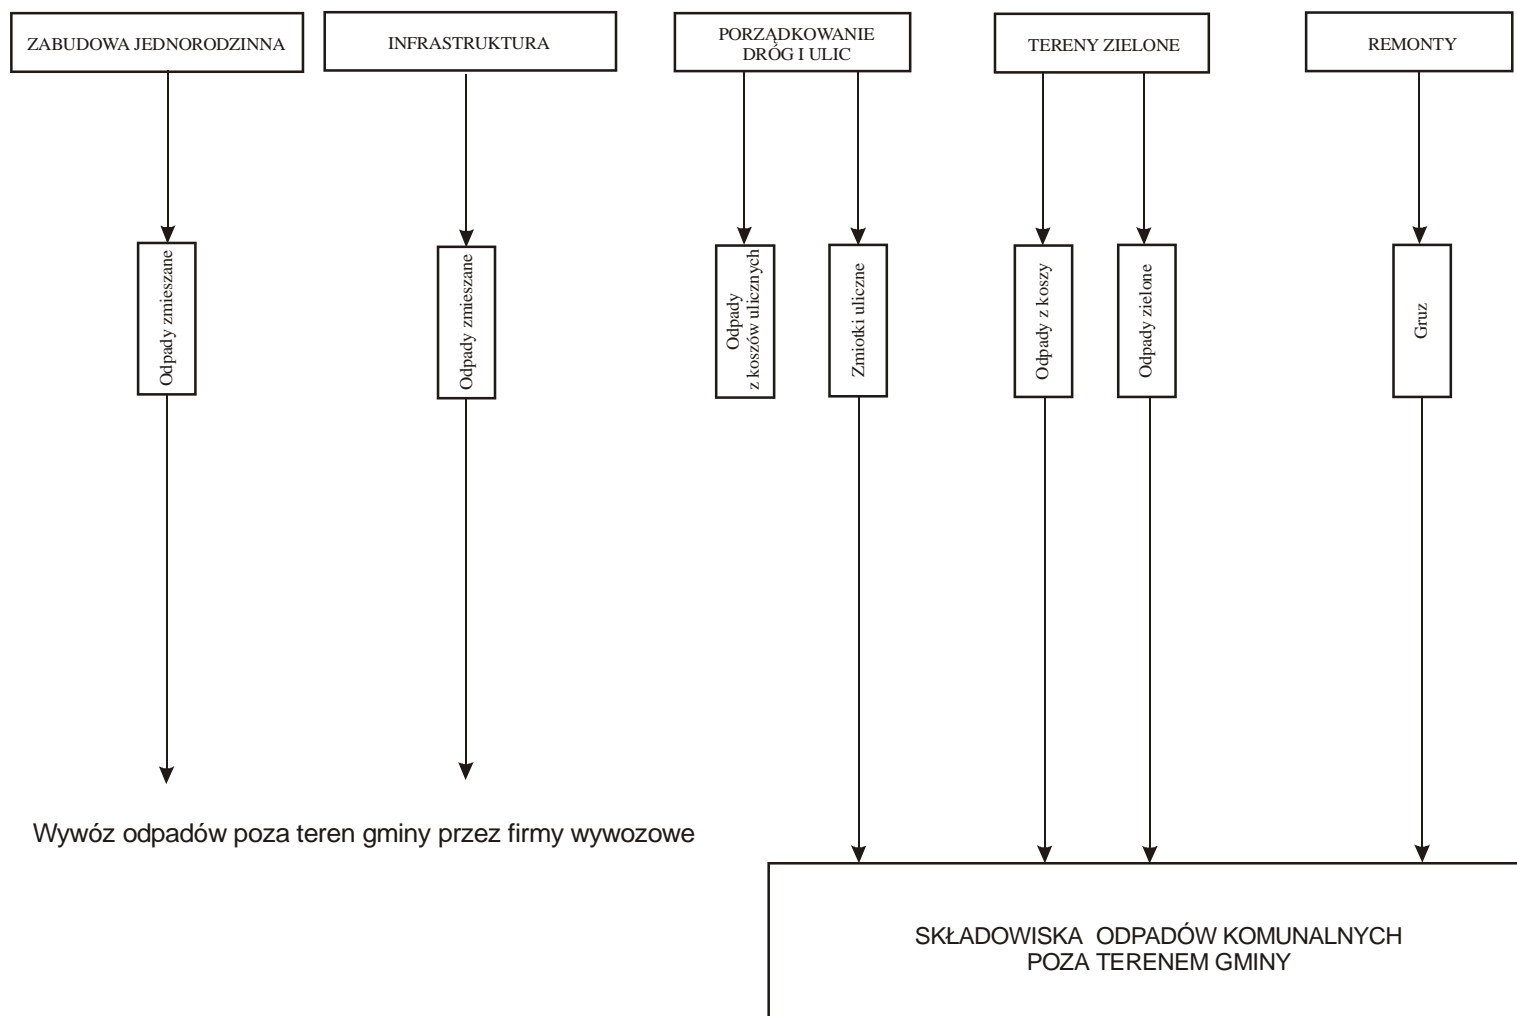 ZABUDOWA JEDNORODZINNA
INFRASTRUKTURA
PORZĄDKOWANIE
DRÓG I ULIC
TERENY ZIELONE
REMONTY
Odpady zmieszane
Odpady zmieszane
Odpady
z koszów ulicznych
Zmiotki uliczne
Odpady z koszy
Odpady zielone
Gruz
Wywóz odpadów poza teren gminy przez firmy wywozowe
SKŁADOWISKA ODPADÓW KOMUNALNYCH
POZA TERENEM GMINY